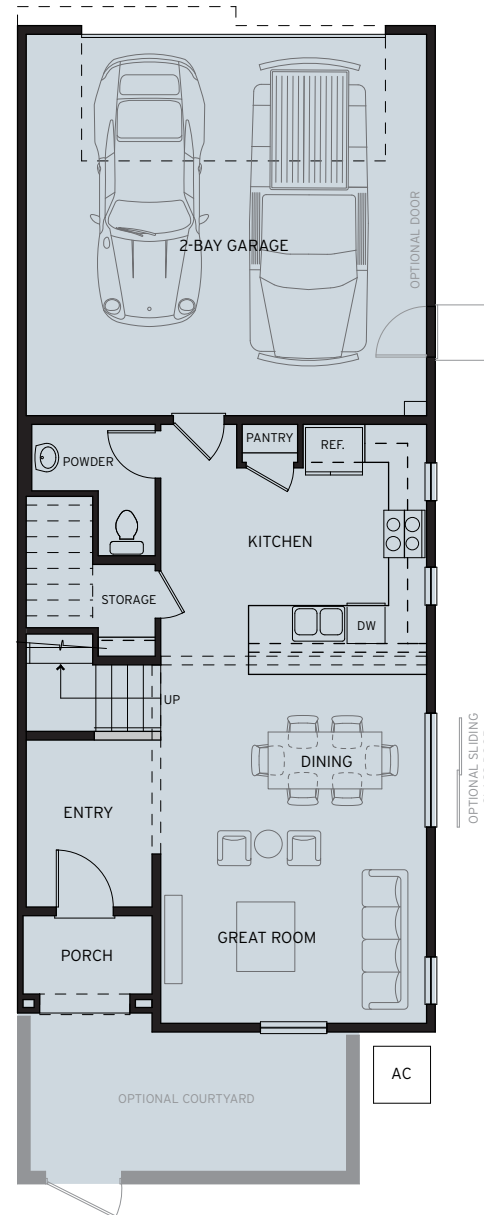 OPTIONAL DOOR
2-BAY GARAGE
PANTRY
REF.
POWDER
KITCHEN
STORAGE
DW
UP
OPTIONAL SLIDING
DINING
ENTRY
GREAT ROOM
PORCH
AC
OPTIONAL COURTYARD